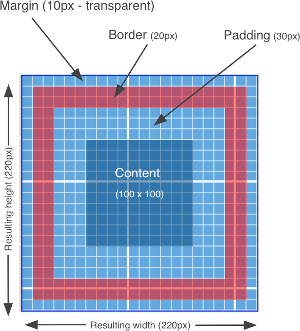 Margin (10px - transparent)
Border (20px)
Padding (30px)
Content
(100 x 100)
Resulting height (220px)
Resulting width (220px)